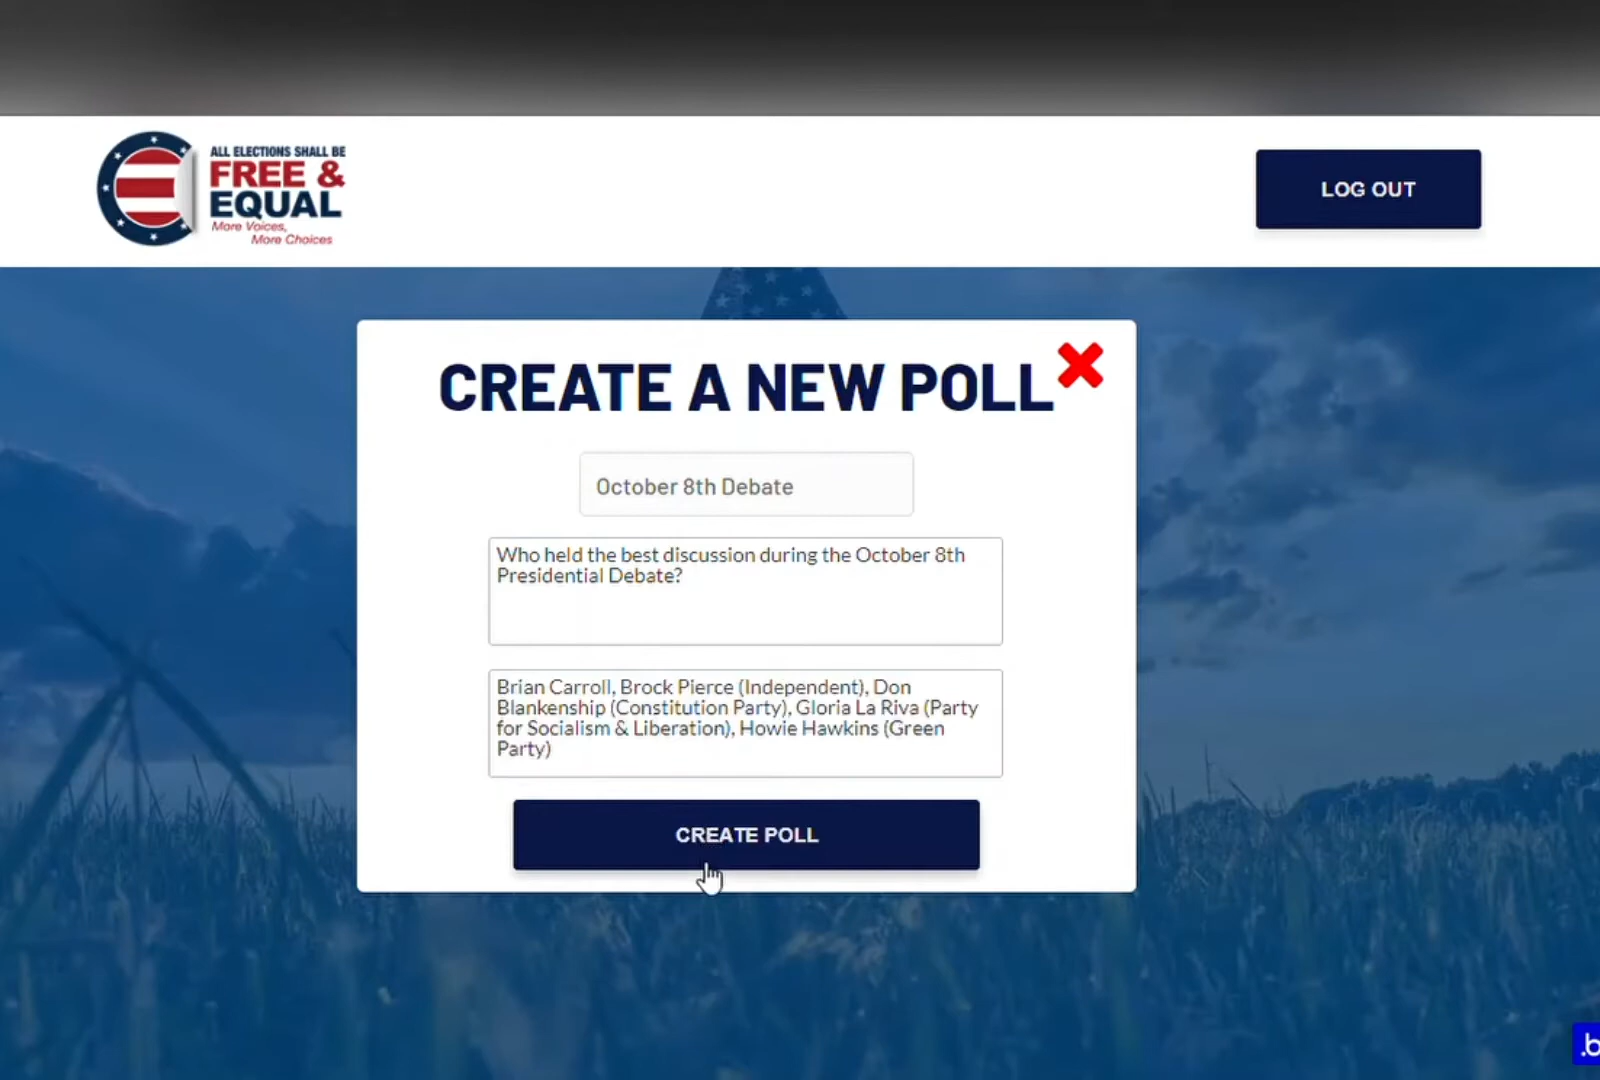 ALL ELECTIONS SHALL BE
FREE &
EQUAL
More Voices,
More Choices
LOG OUT
CREATE A NEW POLL
October 8th Debate
Who held the best discussion during the October 8th
Presidential Debate?
Brian Carroll, Brock Pierce (Independent), Don
Blankenship (Constitution Party), Gloria La Riva (Party
for Socialism & Liberation), Howie Hawkins (Green
Party)
CREATE POLL
.b